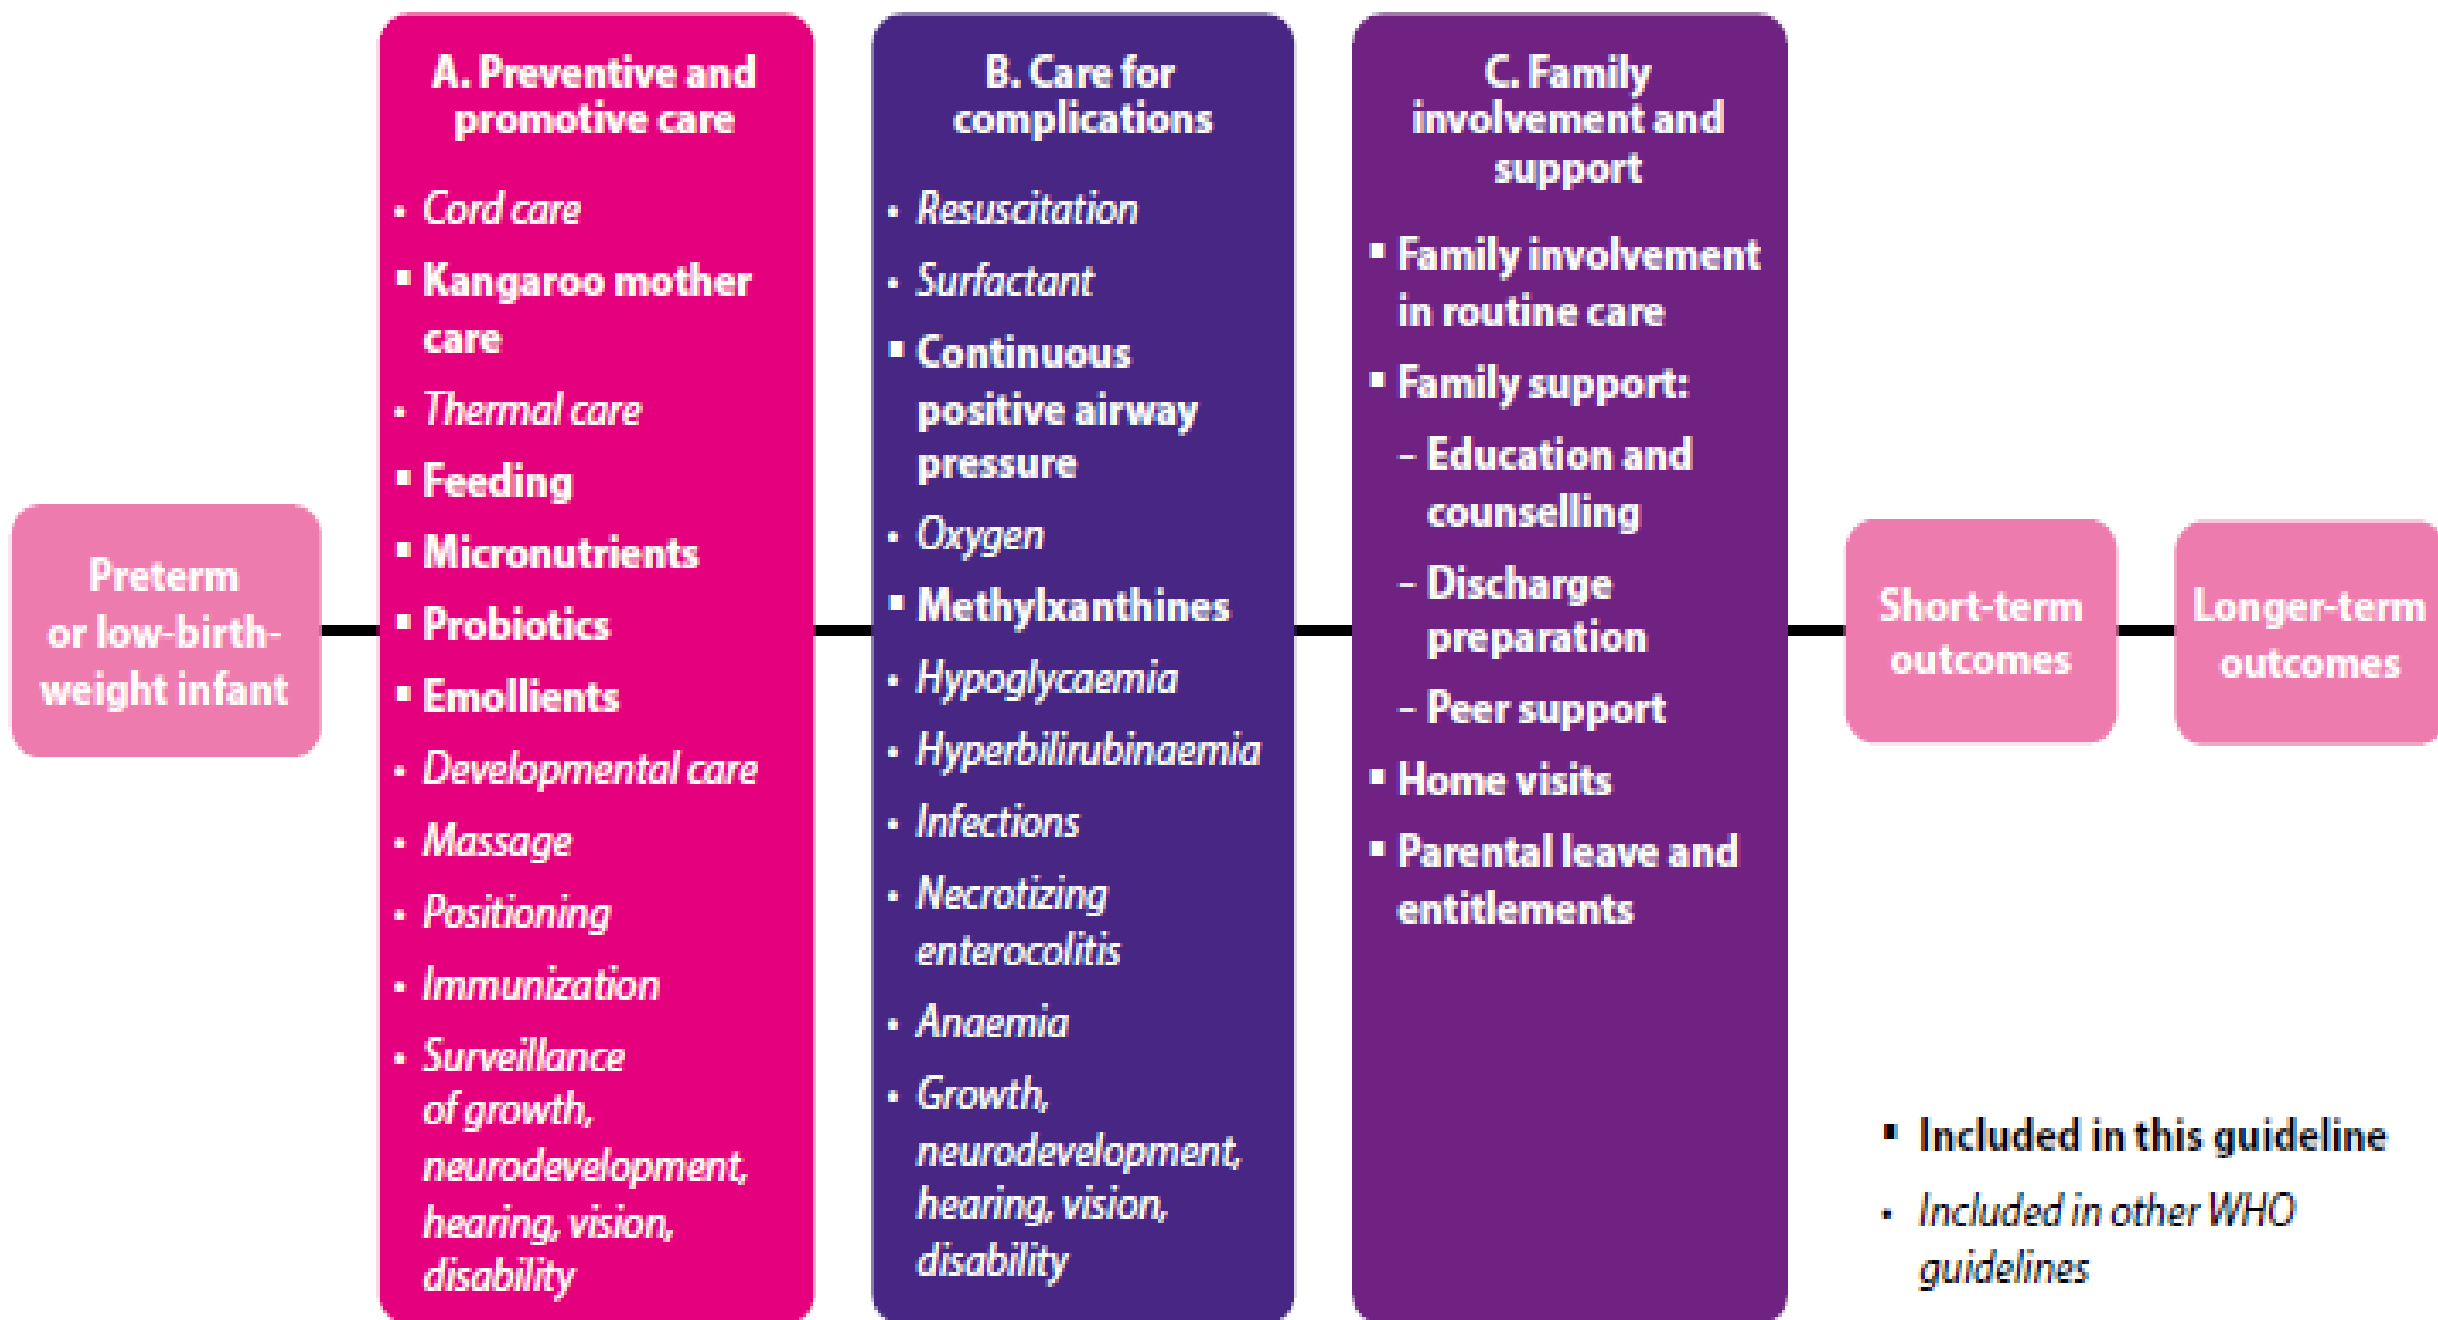 Preterm
or low-birth-
weight infant
A. Preventive and
promotive care
• Cord care
▪ Kangaroo mother
care
• Thermal care
▪ Feeding
▪ Micronutrients
▪ Probiotics
▪ Emollients
• Developmental care
• Massage
• Positioning
• Immunization
• Surveillance
of growth,
neurodevelopment,
hearing, vision,
disability
B. Care for
complications
• Resuscitation
• Surfactant
▪ Continuous
positive airway
pressure
• Oxygen
▪ Methylxanthines
• Hypoglycaemia
• Hyperbilirubinaemia
• Infections
• Necrotizing
enterocolitis
• Anaemia
• Growth,
neurodevelopment,
hearing, vision,
disability
C. Family
involvement and
support
▪ Family involvement
in routine care
▪ Family support:
– Education and
counselling
– Discharge
preparation
– Peer support
▪ Home visits
▪ Parental leave and
entitlements
Short-term
outcomes
Longer-term
outcomes
▪ Included in this guideline
• Included in other WHO
guidelines